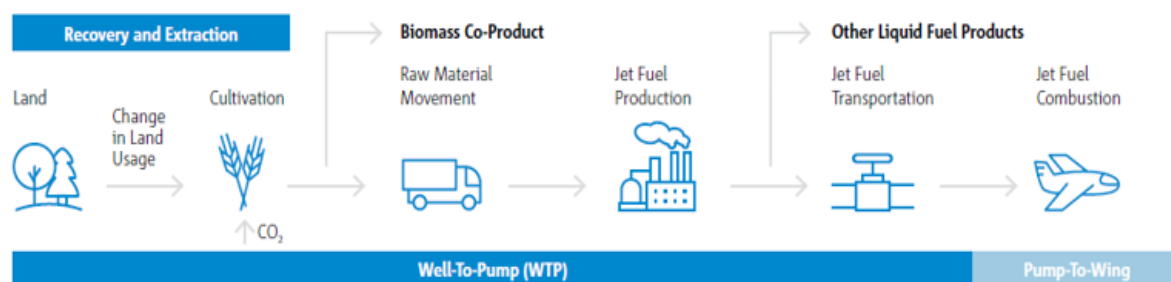 Recovery and Extraction
Biomass Co-Product
Other Liquid Fuel Products
Land
Change
in Land
Usage
Cultivation
Raw Material
Movement
Jet Fuel
Production
Jet Fuel
Transportation
Jet Fuel
Combustion
CO₂
Well-To-Pump (WTP)
Pump-To-Wing